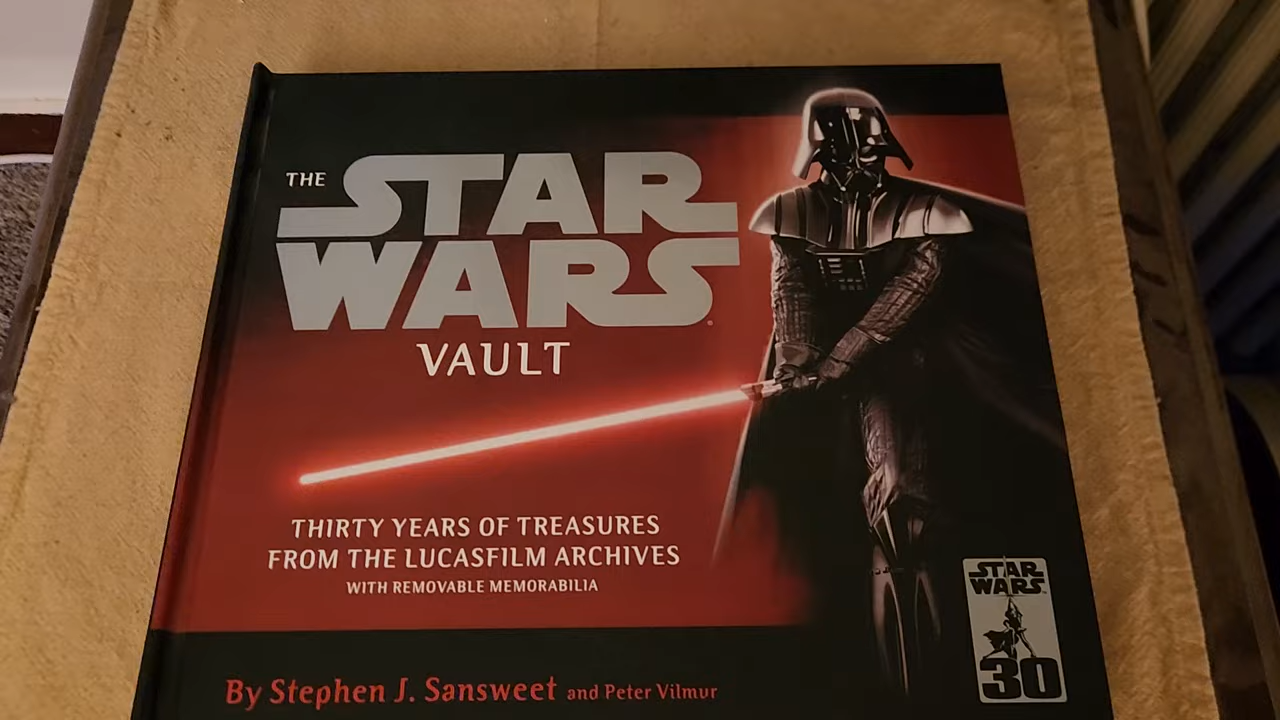 THE
STAR
WARS
VAULT
THIRTY YEARS OF TREASURES
FROM THE LUCASFILM ARCHIVES
WITH REMOVABLE MEMORABILIA
By Stephen J. Sansweet and Peter Vilmur
STAR
WARS
30